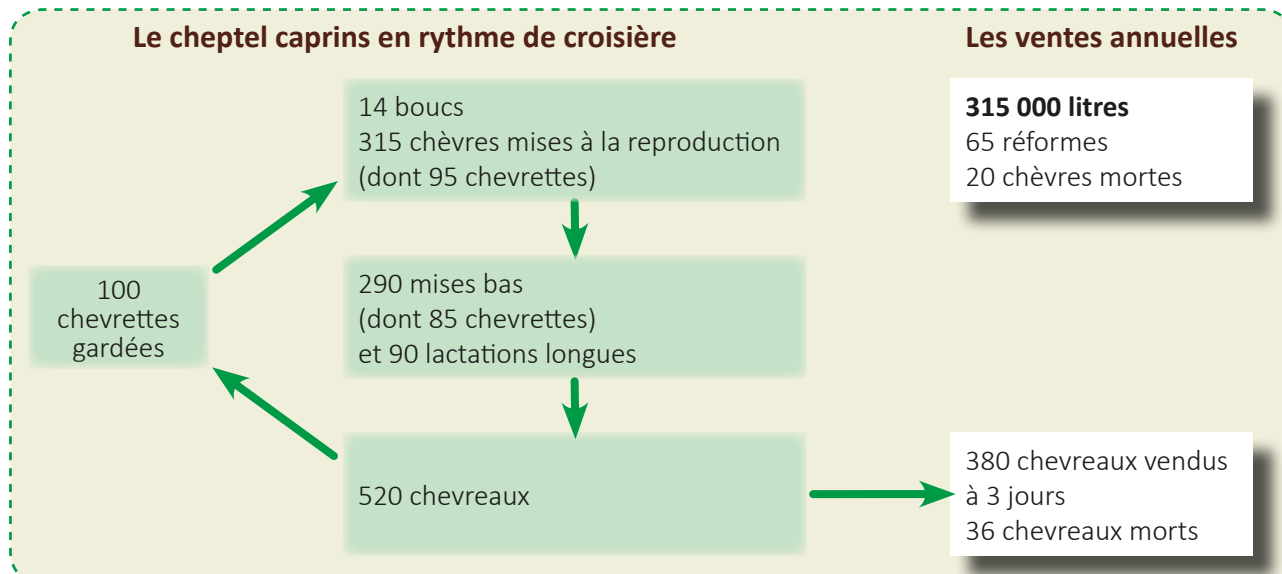 Le cheptel caprins en rythme de croisière
Les ventes annuelles
14 boucs
315 chèvres mises à la reproduction
(dont 95 chevrettes)
315 000 litres
65 réformes
20 chèvres mortes
100
chevrettes
gardées
290 mises bas
(dont 85 chevrettes)
et 90 lactations longues
520 chevreaux
380 chevreaux vendus
à 3 jours
36 chevreaux morts